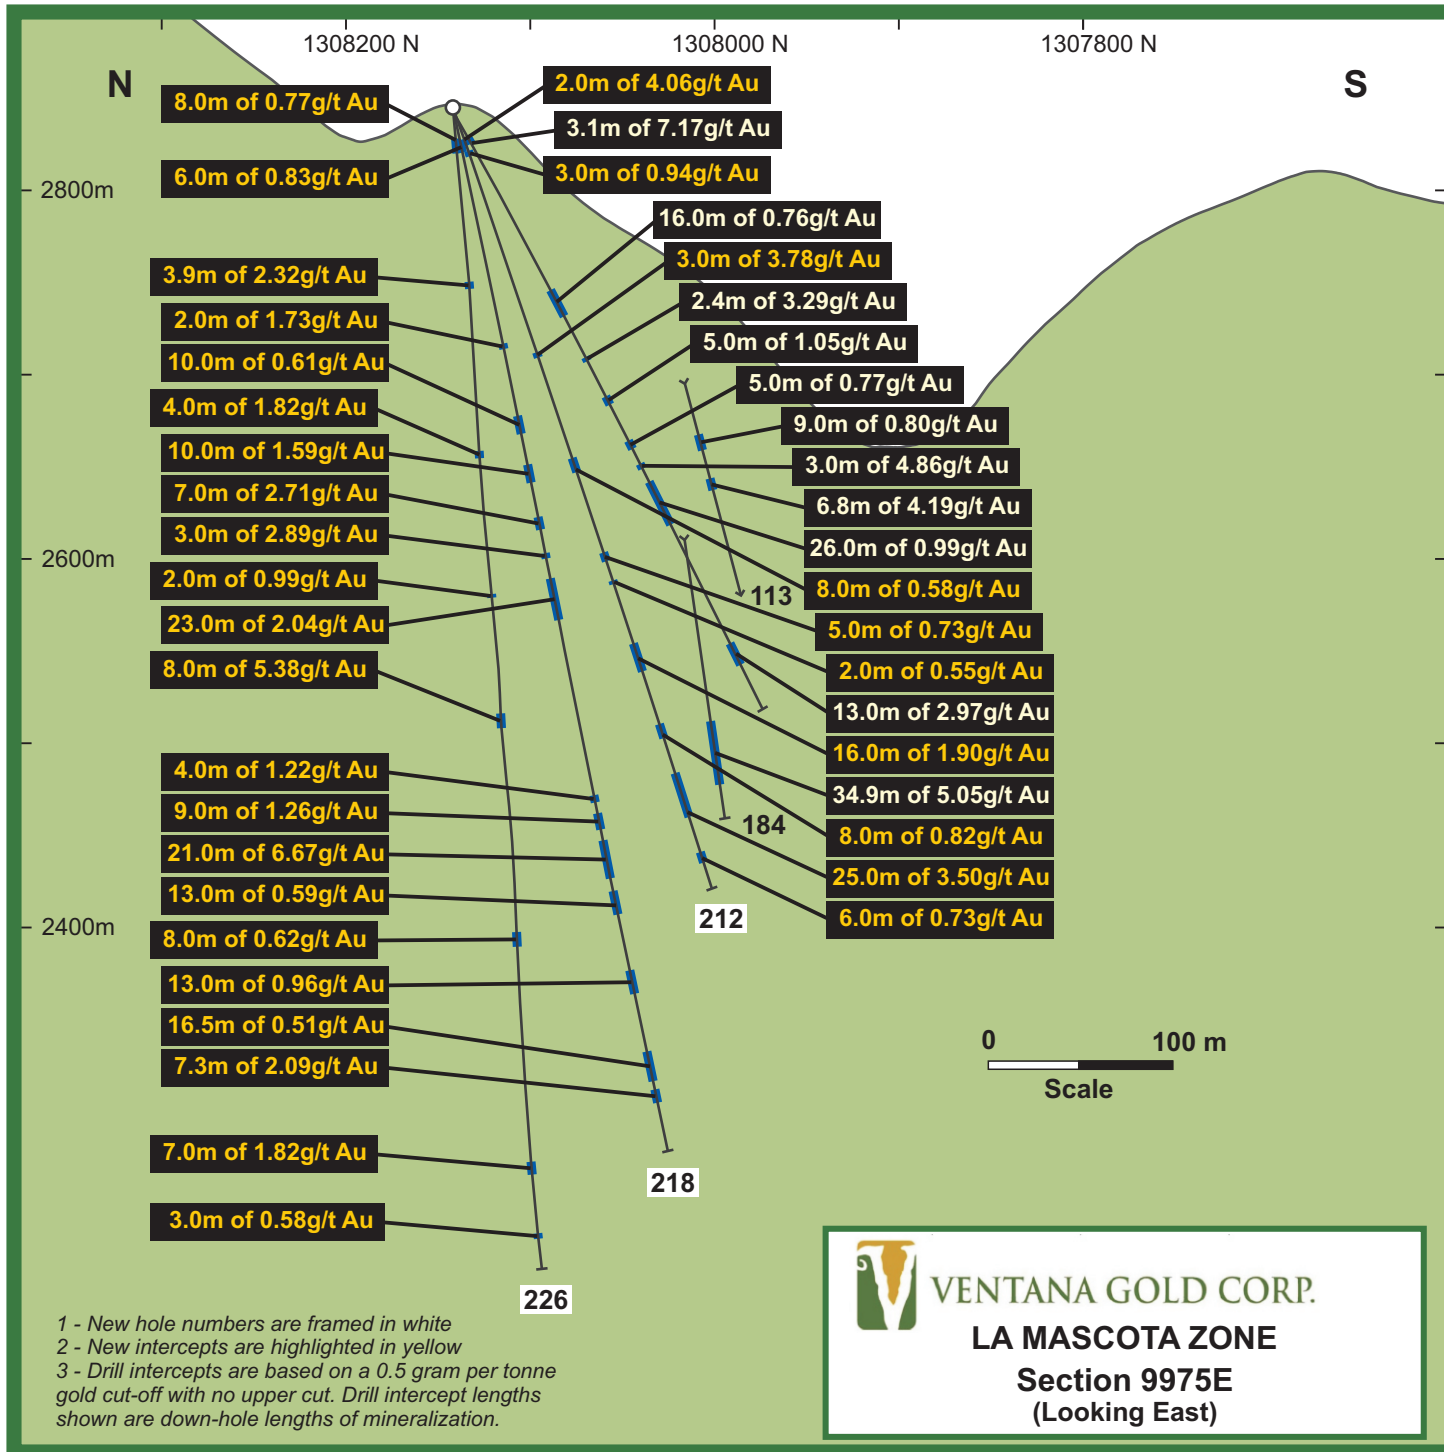 1308200 N
1308000 N
1307800 N
N
S
8.0m of 0.77g/t Au
6.0m of 0.83g/t Au
2.0m of 4.06g/t Au
3.1m of 7.17g/t Au
3.0m of 0.94g/t Au
2800m
16.0m of 0.76g/t Au
3.0m of 3.78g/t Au
2.4m of 3.29g/t Au
5.0m of 1.05g/t Au
5.0m of 0.77g/t Au
9.0m of 0.80g/t Au
3.0m of 4.86g/t Au
6.8m of 4.19g/t Au
26.0m of 0.99g/t Au
8.0m of 0.58g/t Au
5.0m of 0.73g/t Au
2.0m of 0.55g/t Au
13.0m of 2.97g/t Au
16.0m of 1.90g/t Au
34.9m of 5.05g/t Au
8.0m of 0.82g/t Au
25.0m of 3.50g/t Au
6.0m of 0.73g/t Au
3.9m of 2.32g/t Au
2.0m of 1.73g/t Au
10.0m of 0.61g/t Au
4.0m of 1.82g/t Au
10.0m of 1.59g/t Au
7.0m of 2.71g/t Au
3.0m of 2.89g/t Au
2600m
2.0m of 0.99g/t Au
23.0m of 2.04g/t Au
8.0m of 5.38g/t Au
4.0m of 1.22g/t Au
9.0m of 1.26g/t Au
21.0m of 6.67g/t Au
13.0m of 0.59g/t Au
2400m
8.0m of 0.62g/t Au
13.0m of 0.96g/t Au
16.5m of 0.51g/t Au
7.3m of 2.09g/t Au
7.0m of 1.82g/t Au
3.0m of 0.58g/t Au
113
184
212
218
226
0 100 m
Scale
1 - New hole numbers are framed in white
2 - New intercepts are highlighted in yellow
3 - Drill intercepts are based on a 0.5 gram per tonne
gold cut-off with no upper cut. Drill intercept lengths
shown are down-hole lengths of mineralization.
VENTANA GOLD CORP.
LA MASCOTA ZONE
Section 9975E
(Looking East)